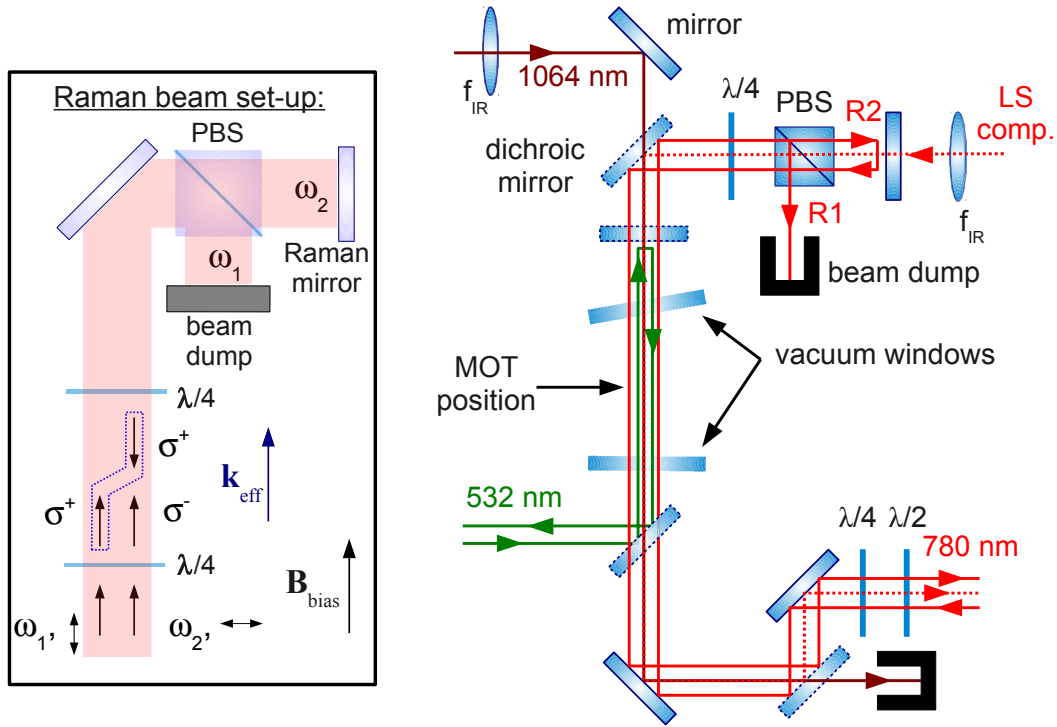 Raman beam set-up:
PBS
ω2
Raman
mirror
ω1
beam
dump
λ/4
σ+
keff
σ+
σ-
λ/4
Bbias
ω1,
ω2,
mirror
fIR
1064 nm
λ/4
PBS
R2
LS
comp.
dichroic
mirror
R1
fIR
beam dump
vacuum windows
MOT
position
532 nm
λ/4 λ/2
780 nm